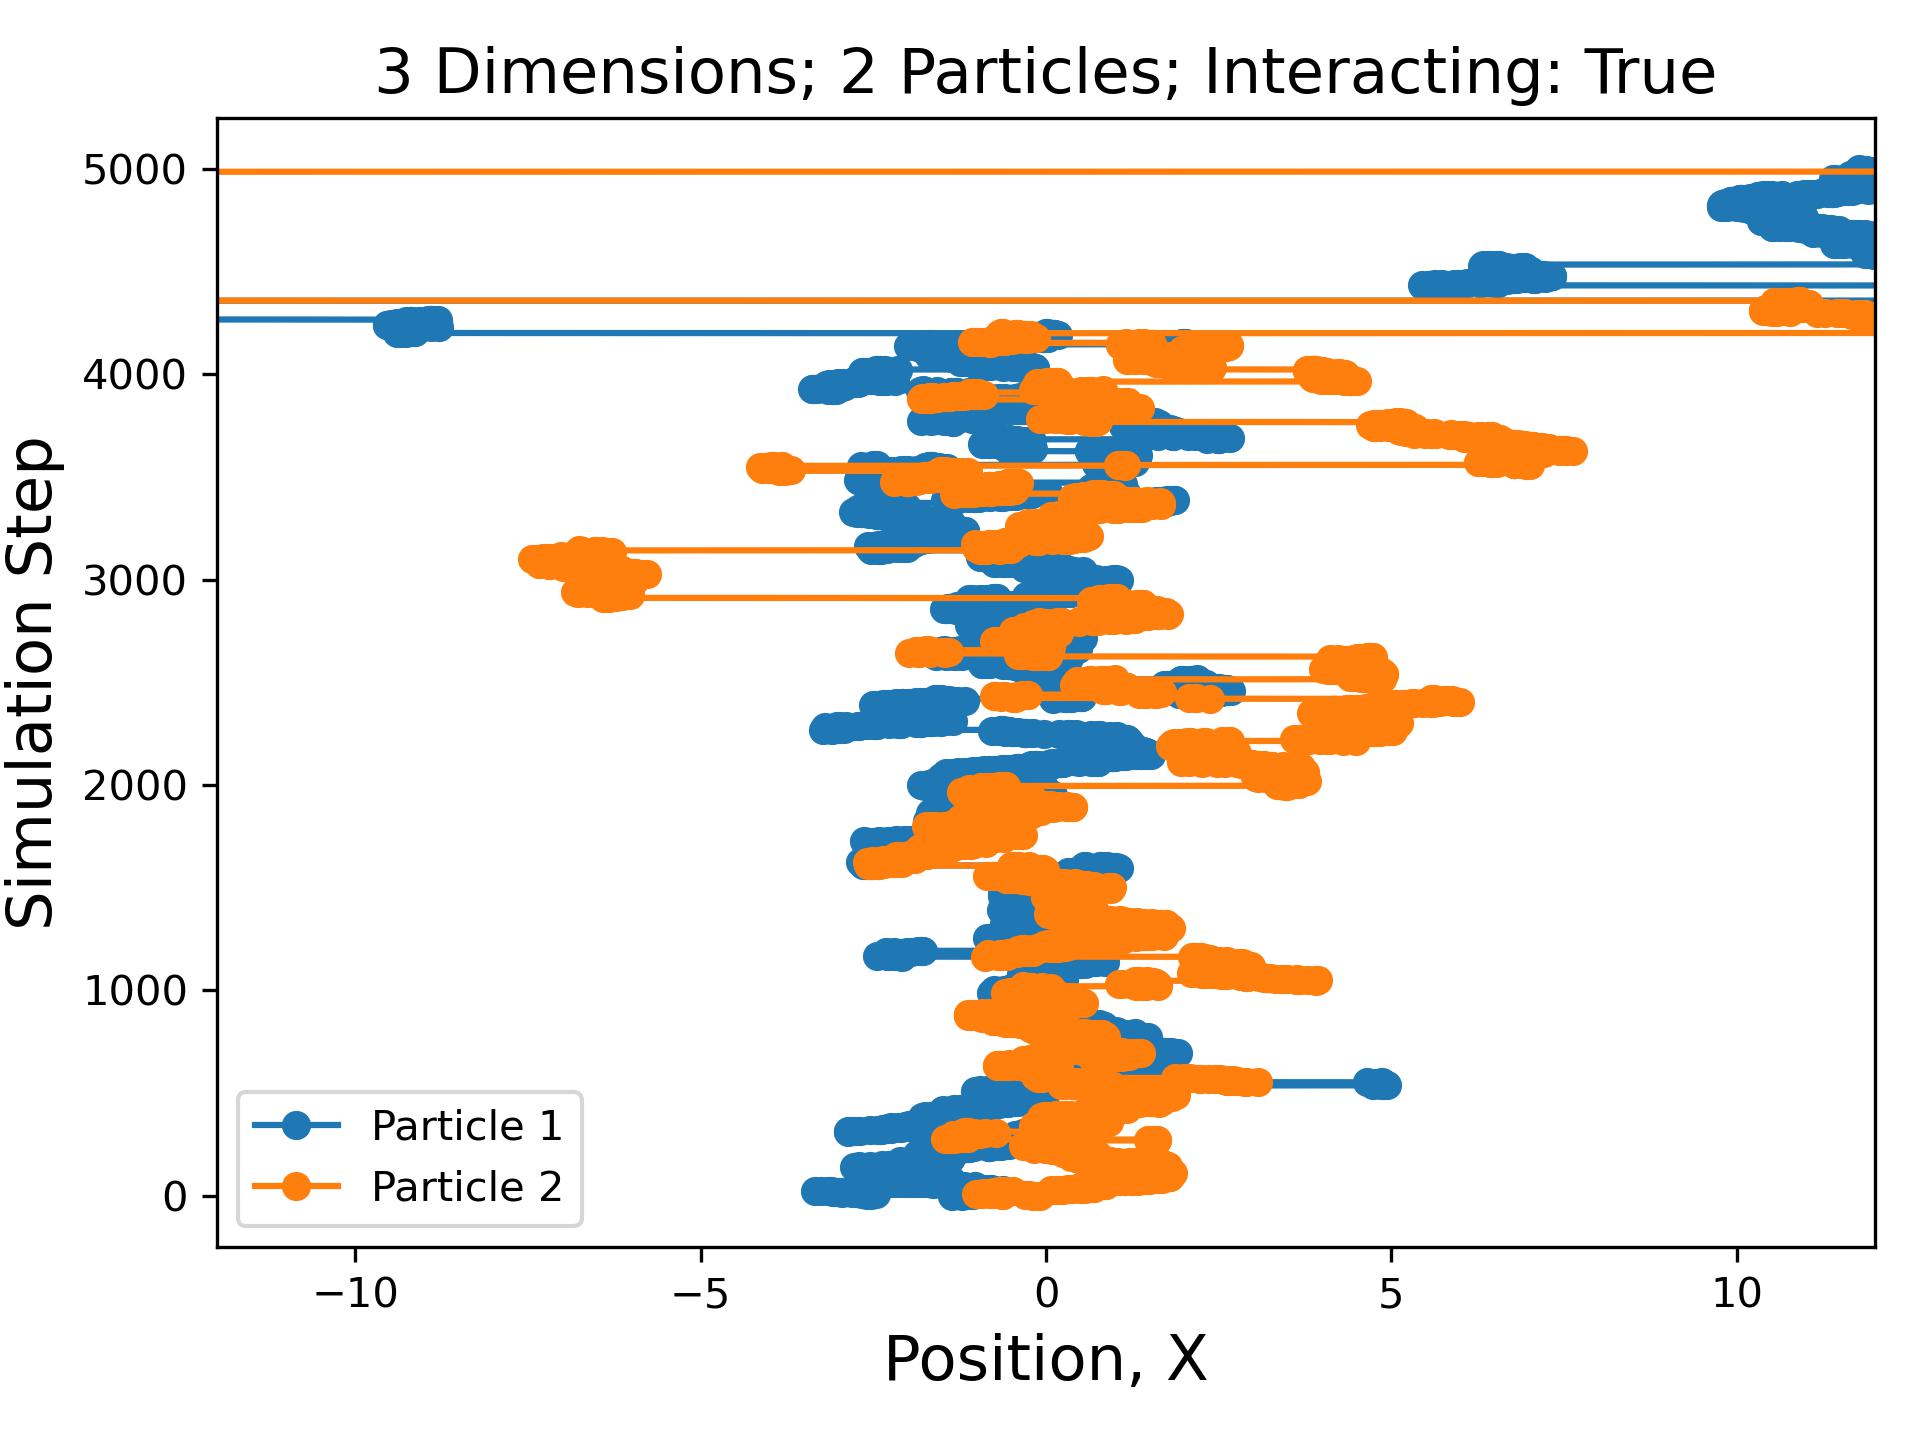 3 Dimensions; 2 Particles; Interacting: True
Simulation Step
5000
4000
3000
2000
1000
0
Particle 1
Particle 2
−10
−5
0
5
10
Position, X